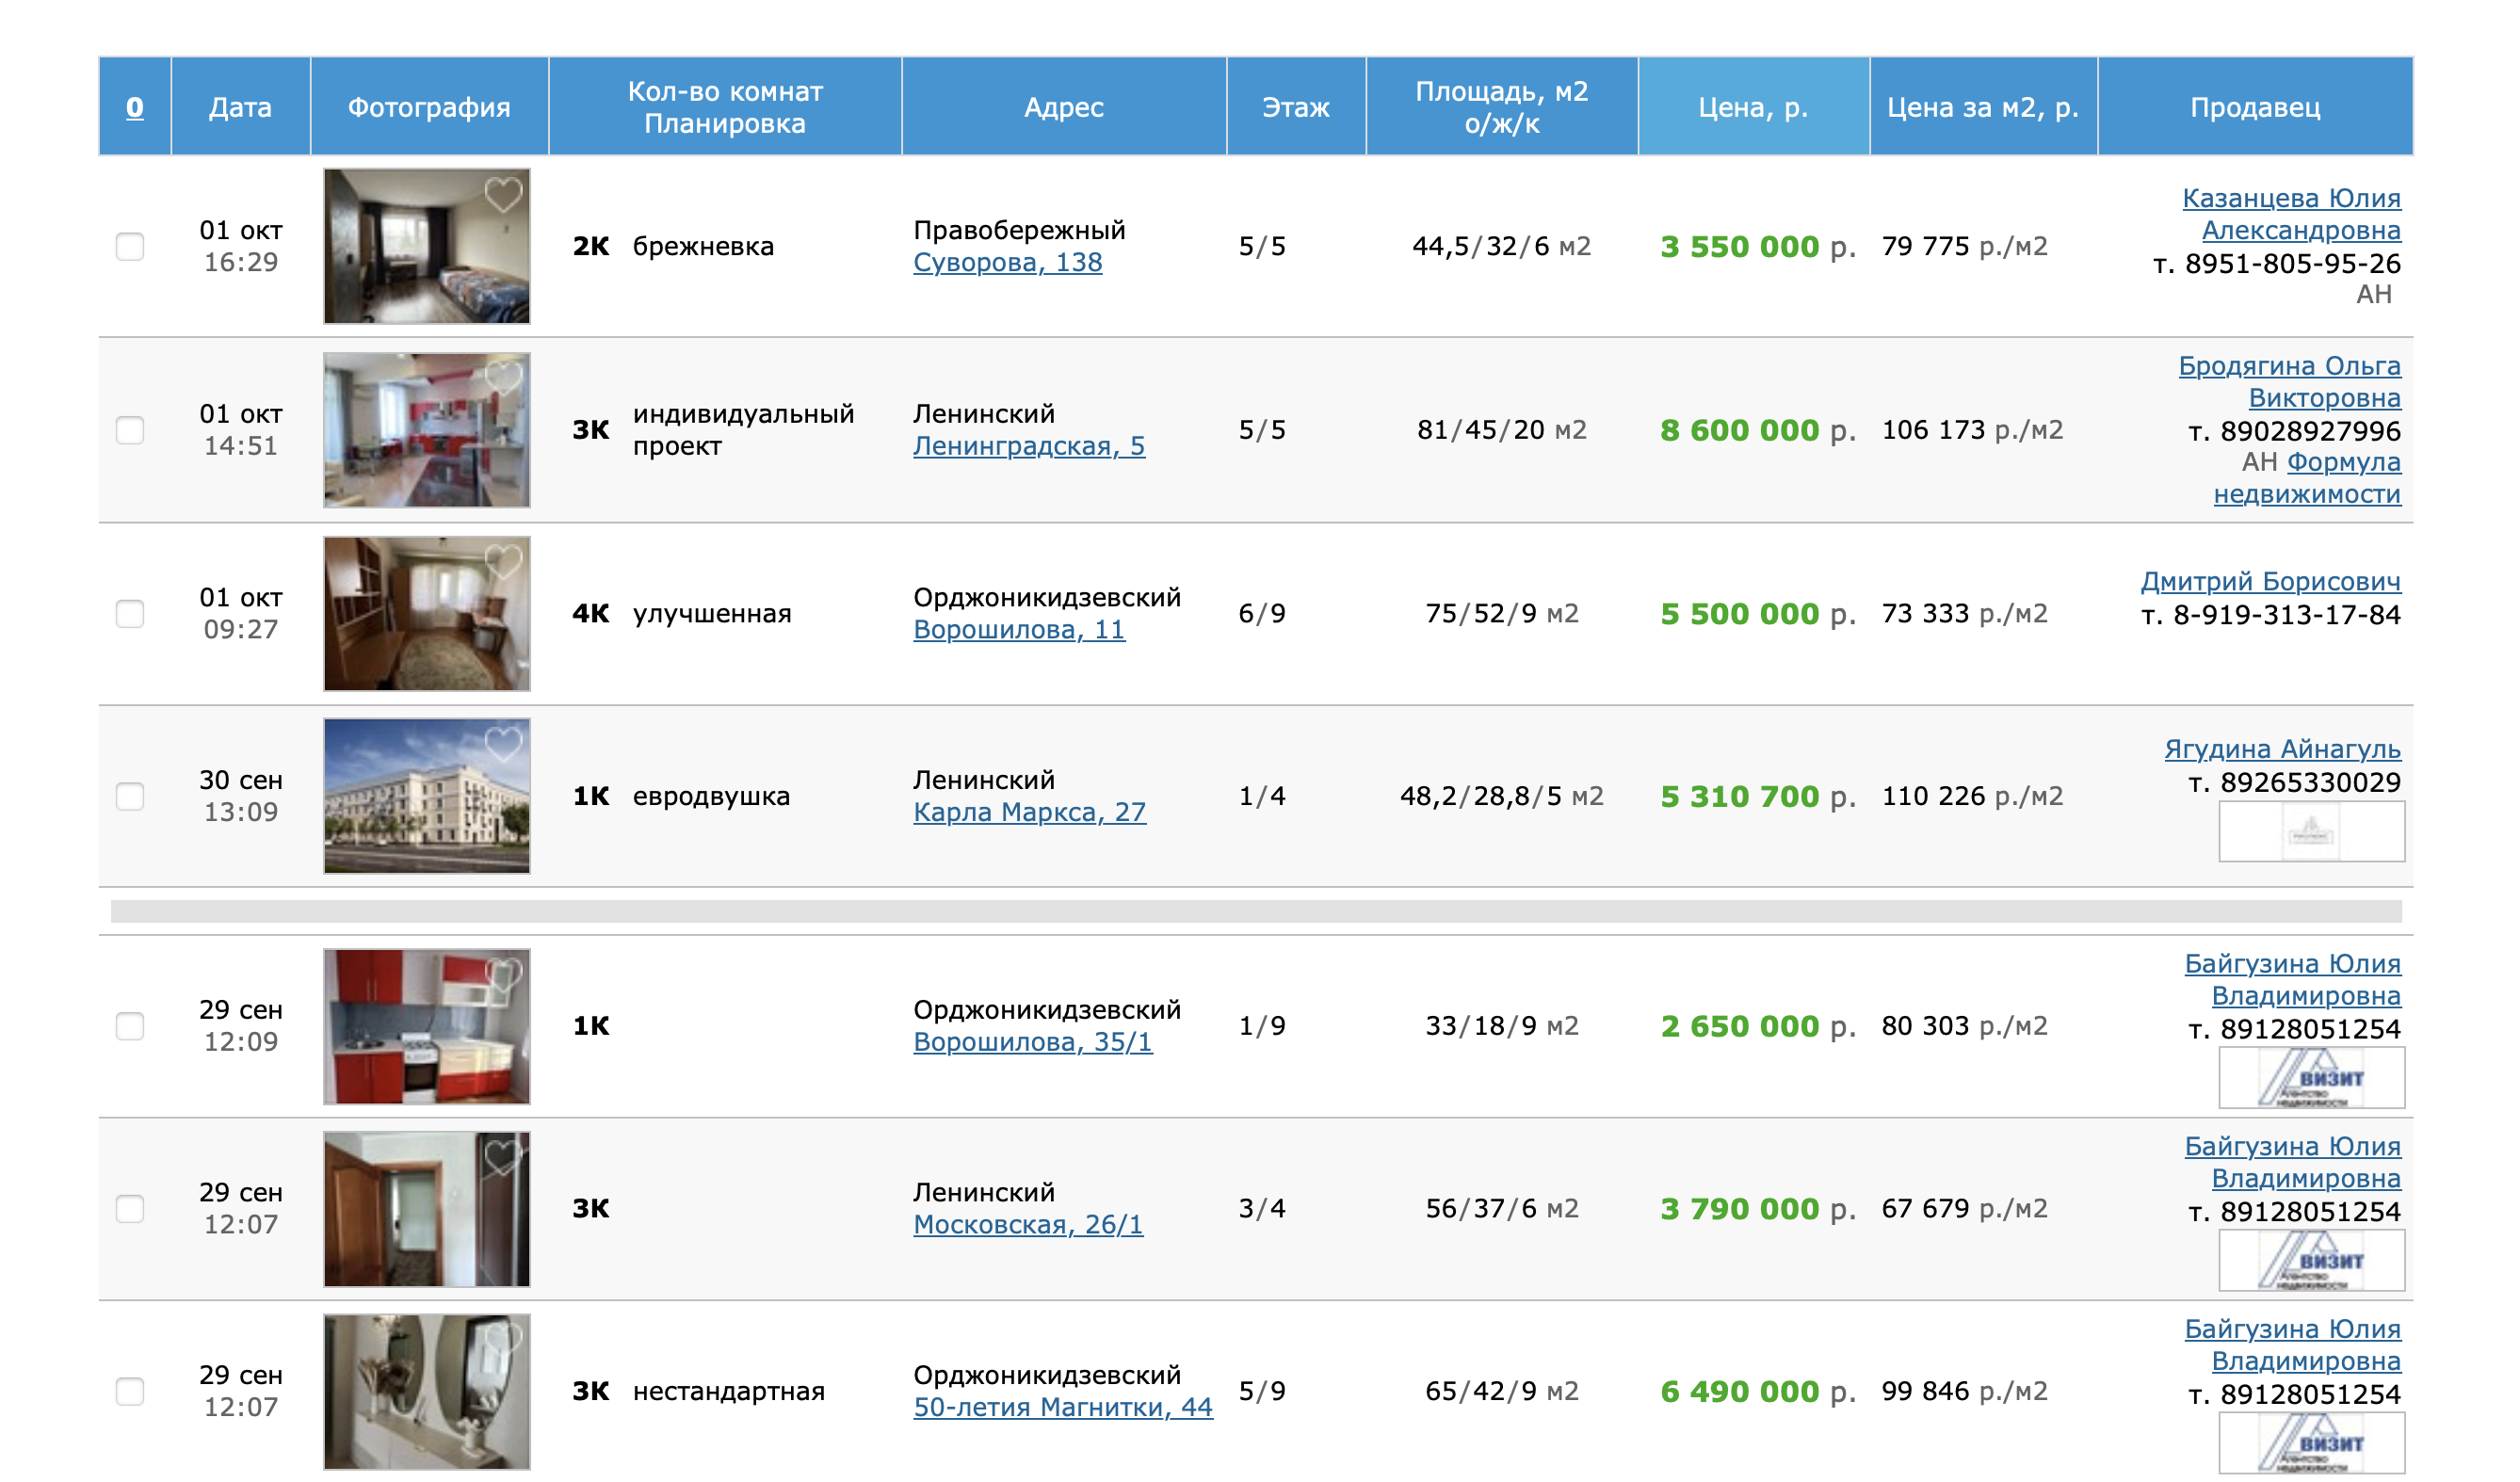 0
Дата
Фотография
Кол-во комнат
Планировка
Адрес
Этаж
Площадь, м2
о/ж/к
Цена, р.
Цена за м2, р.
Продавец
01 окт
16:29
2К брежневка
Правобережный
Суворова, 138
5/5
44,5/32/6 м2
3 550 000 р.
79 775 р./м2
Казанцева Юлия
Александровна
т. 8951-805-95-26
АН
01 окт
14:51
3К
индивидуальный
проект
Ленинский
Ленинградская, 5
5/5
81/45/20 м2
8 600 000 р.
106 173 р./м2
Бродягина Ольга
Викторовна
т. 89028927996
АН Формула
недвижимости
01 окт
09:27
4К улучшенная
Орджоникидзевский
Ворошилова, 11
6/9
75/52/9 м2
5 500 000 р.
73 333 р./м2
Дмитрий Борисович
т. 8-919-313-17-84
30 сен
13:09
1К евродвушка
Ленинский
Карла Маркса, 27
1/4
48,2/28,8/5 м2
5 310 700 р.
110 226 р./м2
Ягудина Айнагуль
т. 89265330029
29 сен
12:09
1К
Орджоникидзевский
Ворошилова, 35/1
1/9
33/18/9 м2
2 650 000 р.
80 303 р./м2
Байгузина Юлия
Владимировна
т. 89128051254
ВИЗИТ
Агентство
недвижимости
29 сен
12:07
3К
Ленинский
Московская, 26/1
3/4
56/37/6 м2
3 790 000 р.
67 679 р./м2
Байгузина Юлия
Владимировна
т. 89128051254
ВИЗИТ
Агентство
недвижимости
29 сен
12:07
3К нестандартная
Орджоникидзевский
50-летия Магнитки, 44
5/9
65/42/9 м2
6 490 000 р.
99 846 р./м2
Байгузина Юлия
Владимировна
т. 89128051254
ВИЗИТ
Агентство
недвижимости